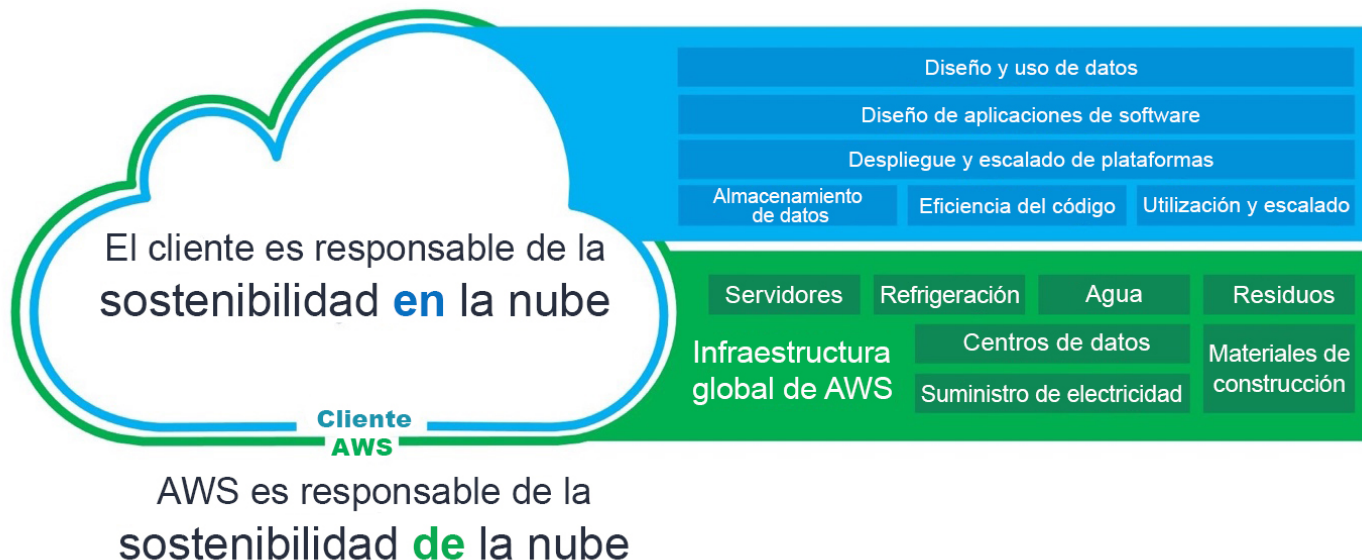 Diseño y uso de datos
Diseño de aplicaciones de software
Despliegue y escalado de plataformas
Almacenamiento
de datos
Eficiencia del código
Utilización y escalado
El cliente es responsable de la
sostenibilidad en la nube
Servidores
Refrigeración
Agua
Residuos
Infraestructura
global de AWS
Centros de datos
Suministro de electricidad
Materiales de
construcción
Cliente
AWS
AWS es responsable de la
sostenibilidad de la nube